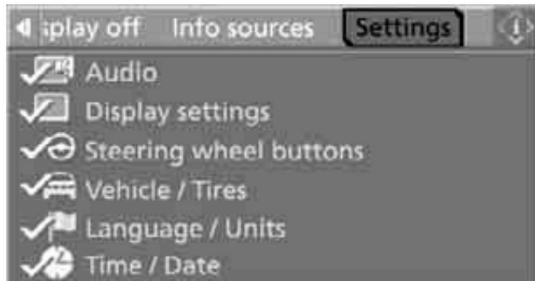 splay off Info sources Settings
Audio
Display settings
Steering wheel buttons
Vehicle / Tires
Language / Units
Time / Date